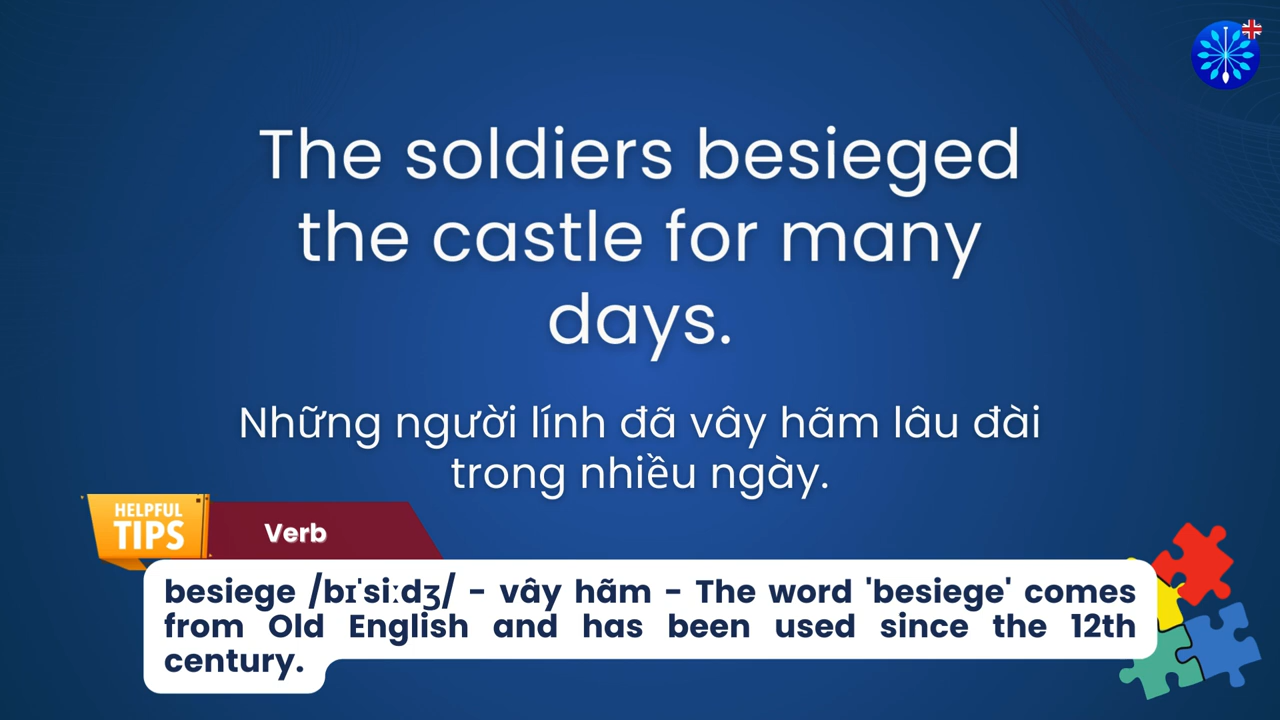 The soldiers besieged
the castle for many
days.
Những người lính đã vây hãm lâu đài
trong nhiều ngày.
HELPFUL
TIPS
Verb
besiege /bɪˈsiːdʒ/ - vây hãm - The word 'besiege' comes
from Old English and has been used since the 12th
century.